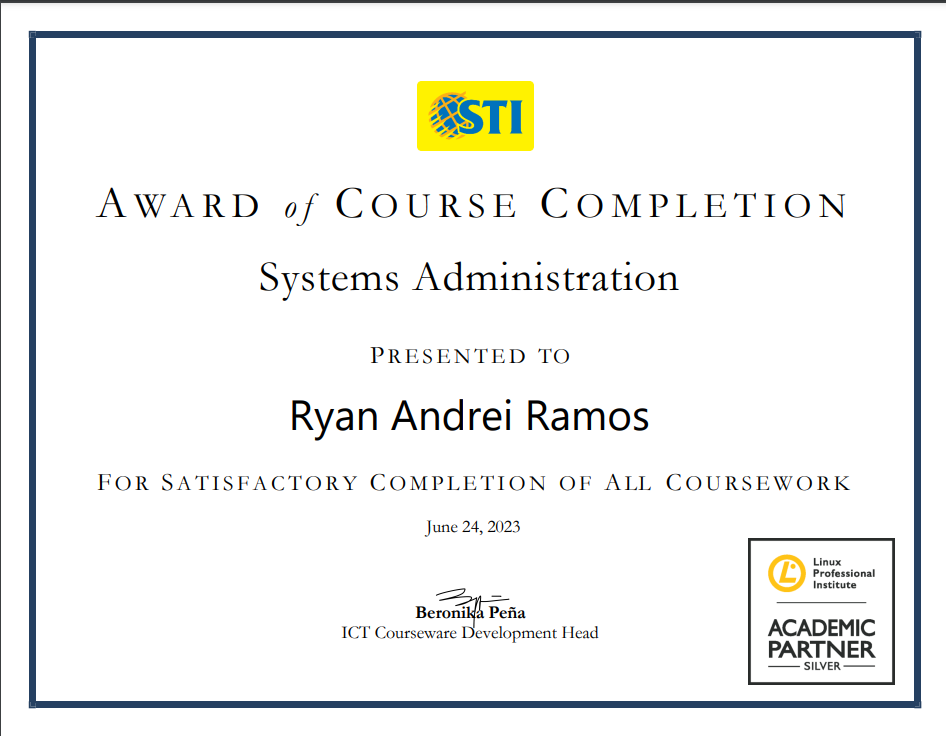 STI
AWARD of COURSE COMPLETION
Systems Administration
PRESENTED TO
Ryan Andrei Ramos
FOR SATISFACTORY COMPLETION OF ALL COURSEWORK
June 24, 2023
Beronika Peña
ICT Courseware Development Head
Linux
Professional
Institute
ACADEMIC
PARTNER
SILVER